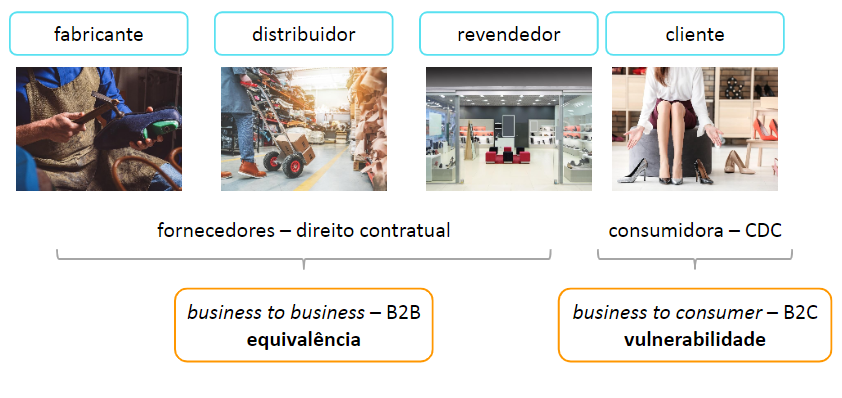 fabricante
distribuidor
revendedor
cliente
fornecedores – direito contratual
consumidora – CDC
business to business – B2B
equivalência
business to consumer – B2C
vulnerabilidade